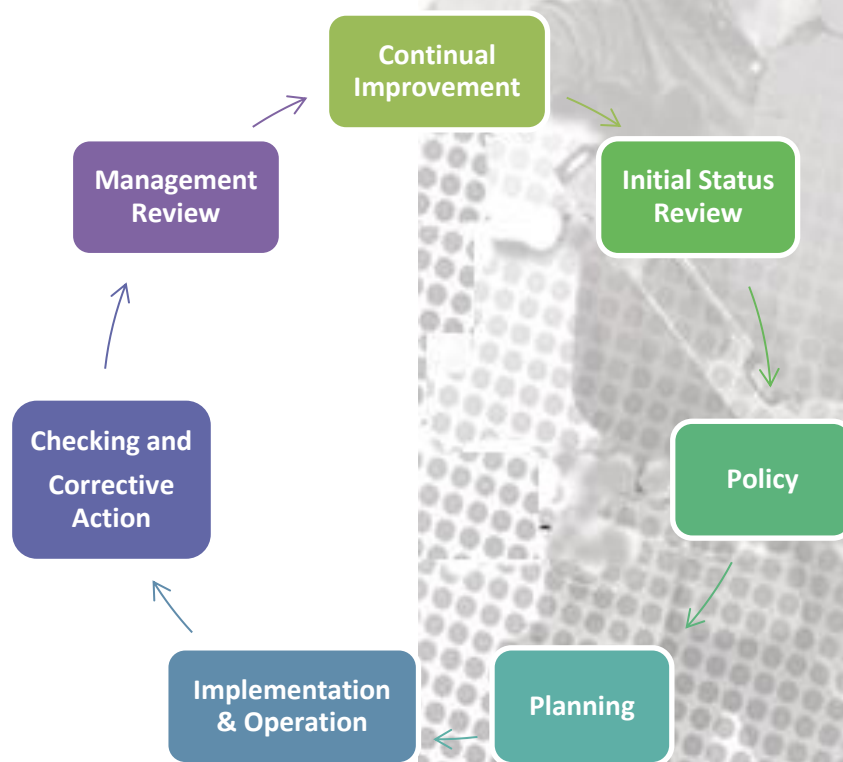 Continual
Improvement
Initial Status
Review
Policy
Planning
Implementation
& Operation
Checking and
Corrective
Action
Management
Review